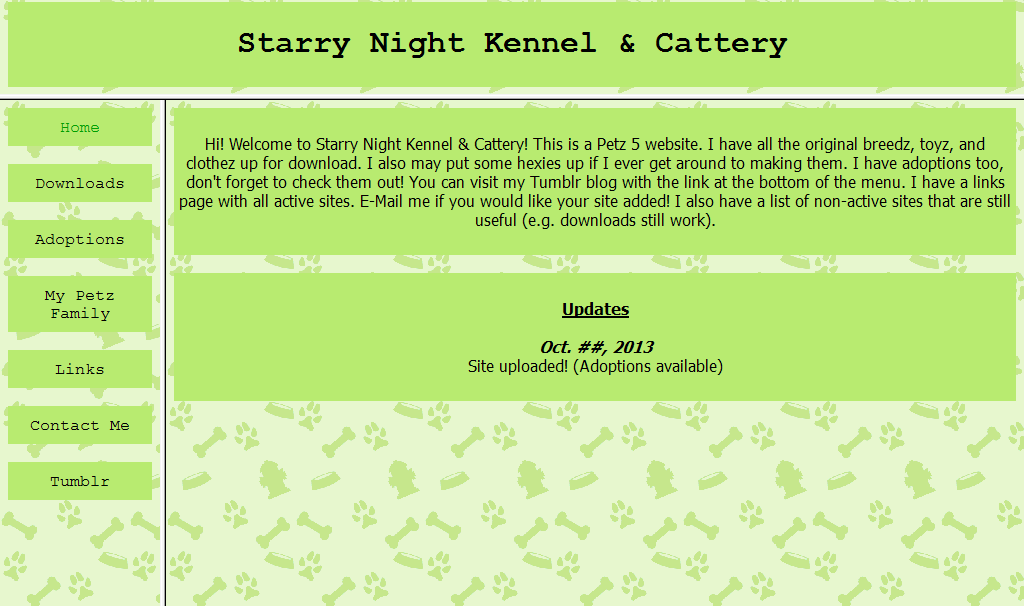 Starry Night Kennel & Cattery
Home
Downloads
Adoptions
My Petz
Family
Links
Contact Me
Tumblr
Hi! Welcome to Starry Night Kennel & Cattery! This is a Petz 5 website. I have all the original breedz, toyz, and
clothez up for download. I also may put some hexies up if I ever get around to making them. I have adoptions too,
don't forget to check them out! You can visit my Tumblr blog with the link at the bottom of the menu. I have a links
page with all active sites. E-Mail me if you would like your site added! I also have a list of non-active sites that are still
useful (e.g. downloads still work).
Updates
Oct. ##, 2013
Site uploaded! (Adoptions available)